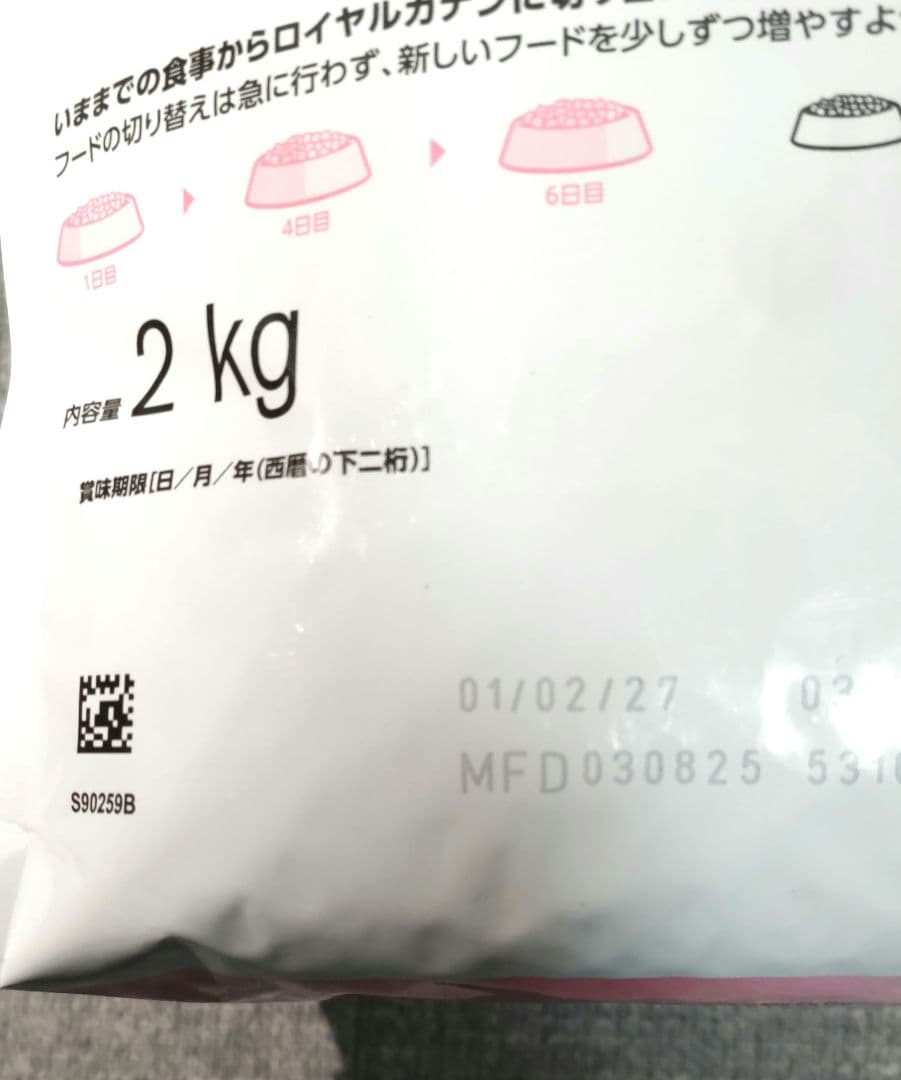 いままでの食事からロイヤルカナンに切り
フードの切り替えは急に行わず、新しいフードを少しずつ増やすよ
1日目
4日目
6日目
内容量 2 kg
賞味期限[日/月/年(西暦の下二桁)]
01/02/27 03
MFD030825 531
S90259B